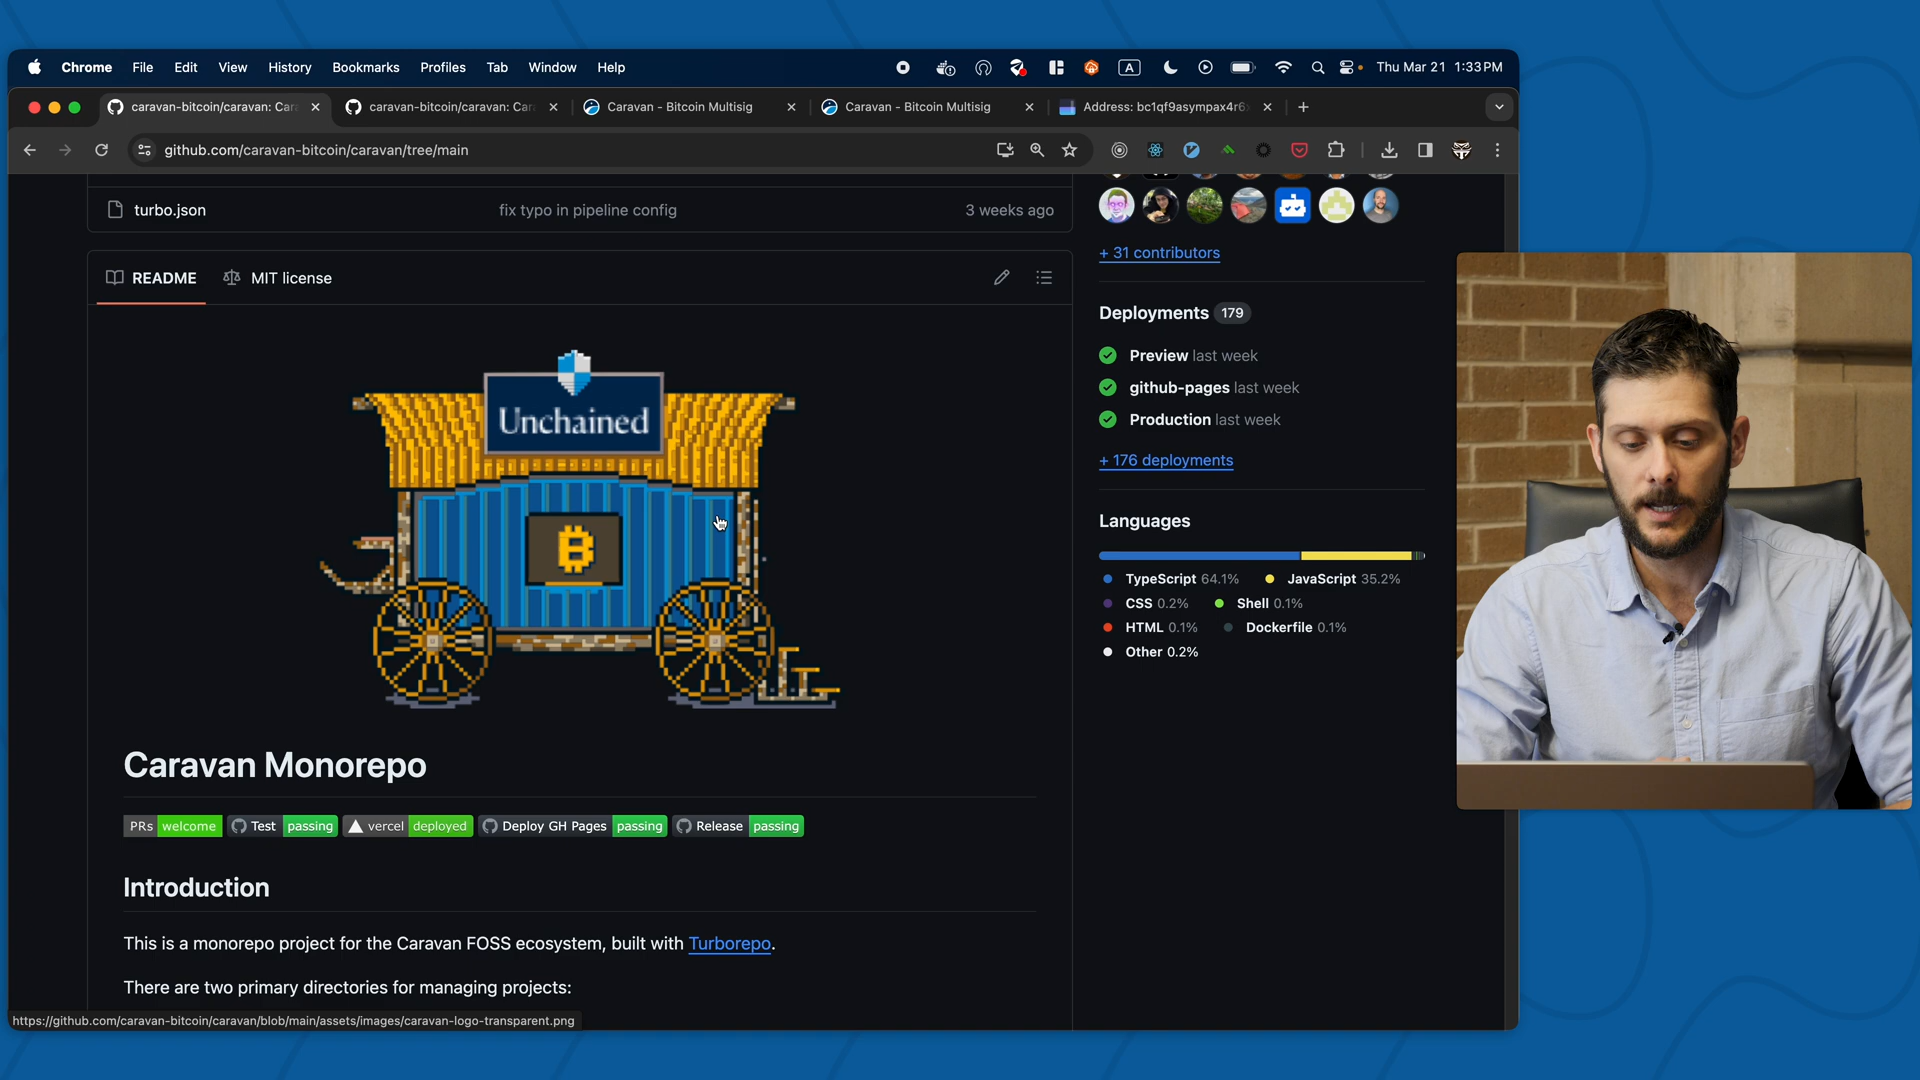 Chrome File Edit View History Bookmarks Profiles Tab Window Help A Thu Mar 21 1:33 PM
caravan-bitcoin/caravan: Car caravan-bitcoin/caravan: Car Caravan - Bitcoin Multisig Caravan - Bitcoin Multisig Address: bc1qf9asympax4r6
github.com/caravan-bitcoin/caravan/tree/main
turbo.json fix typo in pipeline config 3 weeks ago
README MIT license
Unchained
Caravan Monorepo
PRs welcome Test passing vercel deployed Deploy GH Pages passing Release passing
Introduction
This is a monorepo project for the Caravan FOSS ecosystem, built with Turborepo.
There are two primary directories for managing projects:
https://github.com/caravan-bitcoin/caravan/blob/main/assets/images/caravan-logo-transparent.png
+ 31 contributors
Deployments 179
Preview last week
github-pages last week
Production last week
+ 176 deployments
Languages
TypeScript 64.1% JavaScript 35.2%
CSS 0.2% Shell 0.1%
HTML 0.1% Dockerfile 0.1%
Other 0.2%